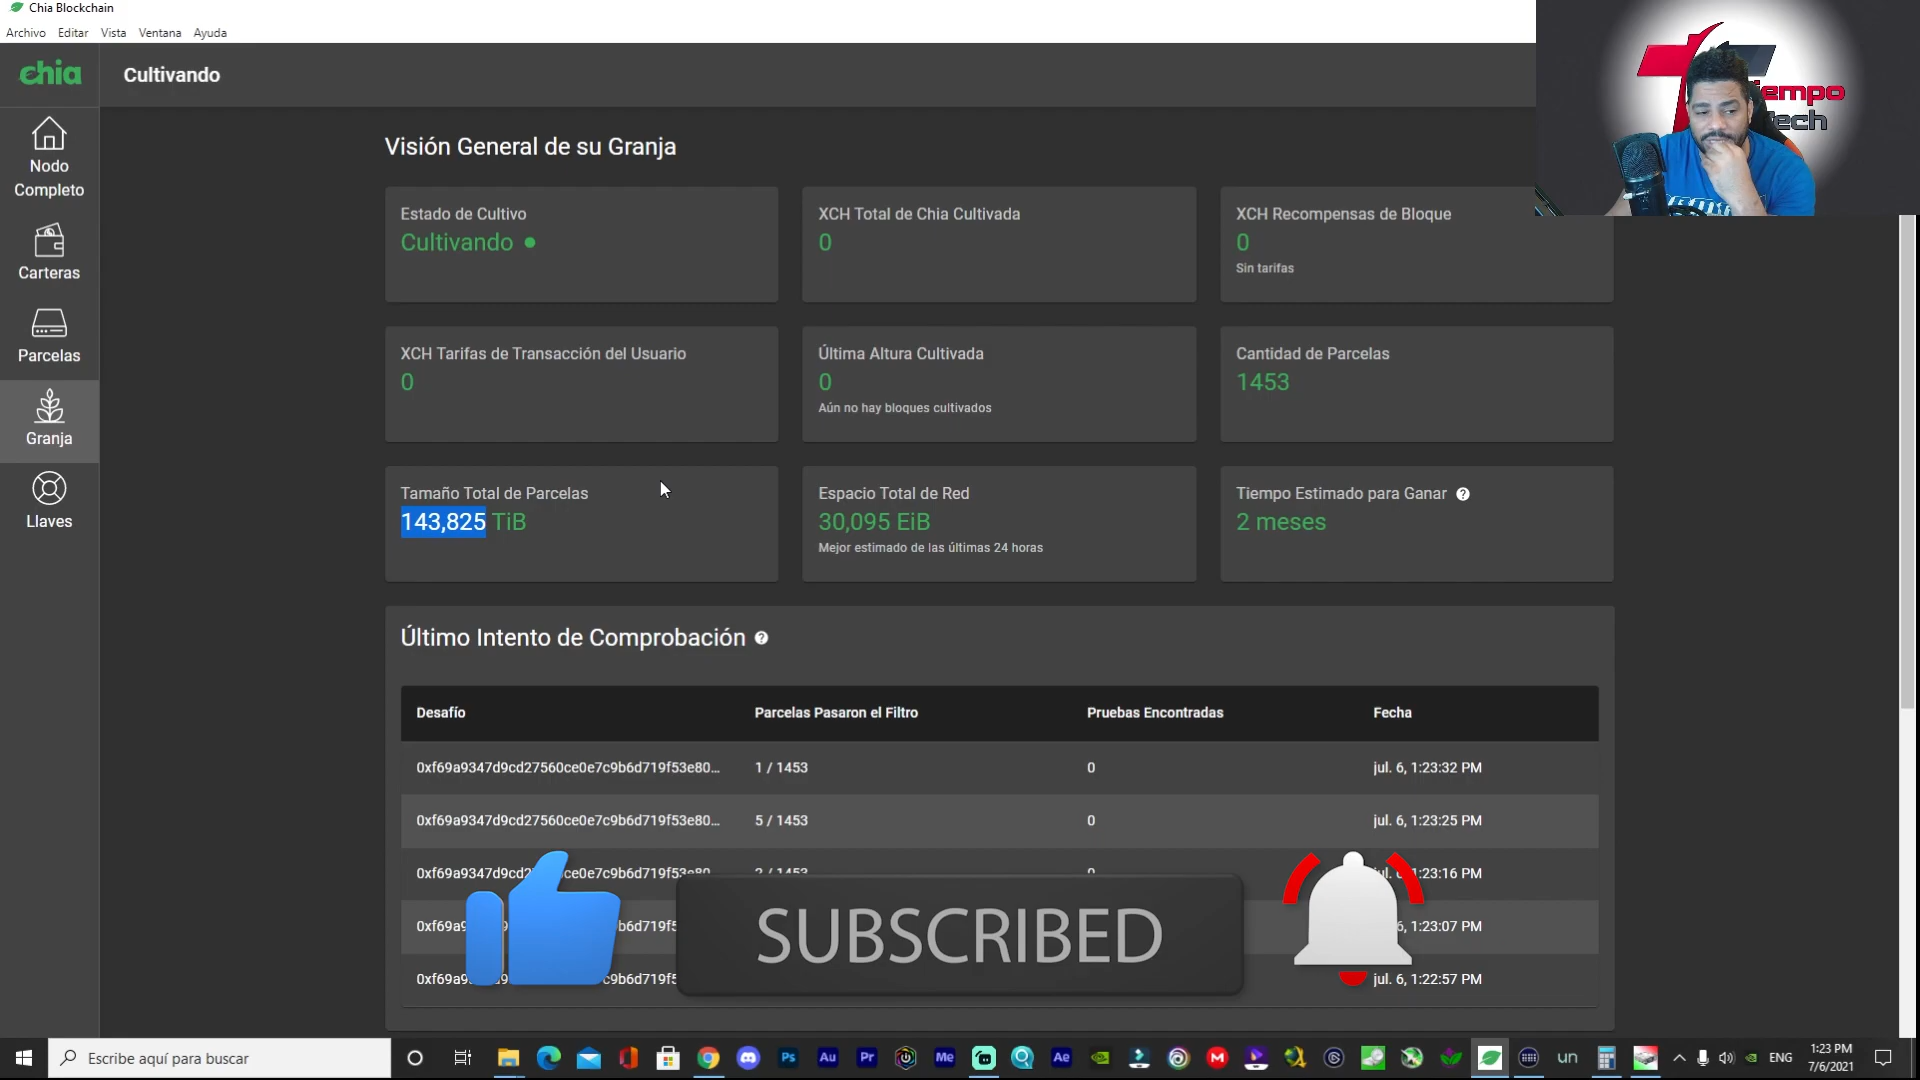 Chia Blockchain
Archivo Editar Vista Ventana Ayuda
chia
Cultivando
Tiempo
Tech
Nodo
Completo
Carteras
Parcelas
Granja
Llaves
Visión General de su Granja
Estado de Cultivo
Cultivando
XCH Total de Chia Cultivada
0
XCH Recompensas de Bloque
0
Sin tarifas
XCH Tarifas de Transacción del Usuario
0
Última Altura Cultivada
0
Aún no hay bloques cultivados
Cantidad de Parcelas
1453
Tamaño Total de Parcelas
143,825 TiB
Espacio Total de Red
30,095 EiB
Mejor estimado de las últimas 24 horas
Tiempo Estimado para Ganar ?
2 meses
Último Intento de Comprobación ?
Desafío Parcelas Pasaron el Filtro Pruebas Encontradas Fecha
0xf69a9347d9cd27560ce0e7c9b6d719f53e80... 1 / 1453 0 jul. 6, 1:23:32 PM
0xf69a9347d9cd27560ce0e7c9b6d719f53e80... 5 / 1453 0 jul. 6, 1:23:25 PM
1:23:16 PM
6, 1:23:07 PM
jul. 6, 1:22:57 PM
SUBSCRIBED
Escribe aquí para buscar
Ps Au Pr Me Ae un ENG
1:23 PM
7/6/2021